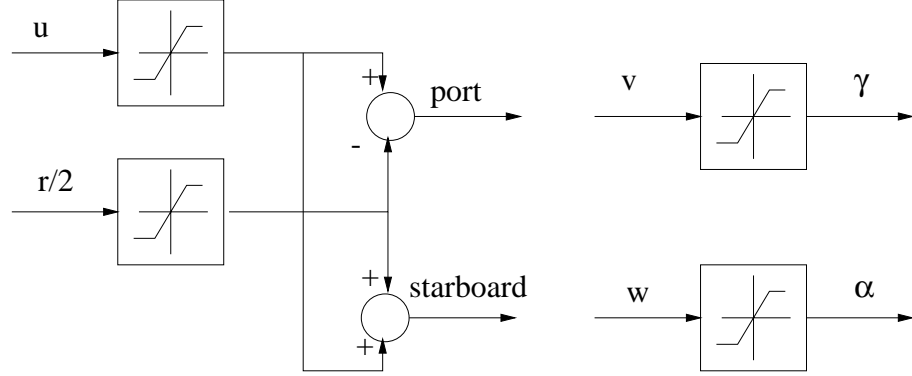 u
+
port
-
r/2
+
starboard
+
v
γ
w
α